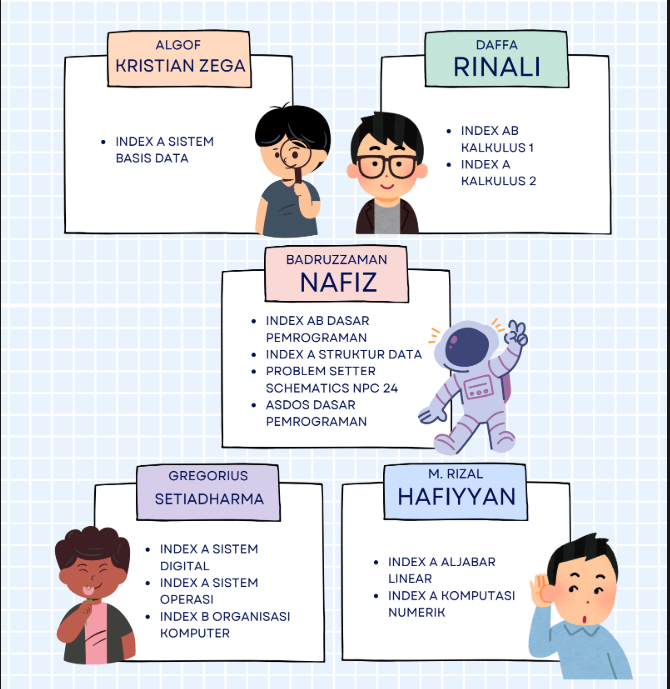 ALGOF
KRISTIAN ZEGA
• INDEX A SISTEM
BASIS DATA
DAFFA
RINALI
• INDEX AB
KALKULUS 1
• INDEX A
KALKULUS 2
BADRUZZAMAN
NAFIZ
• INDEX AB DASAR
PEMROGRAMAN
• INDEX A STRUKTUR DATA
• PROBLEM SETTER
SCHEMATICS NPC 24
• ASDOS DASAR
PEMROGRAMAN
GREGORIUS
SETIADHARMA
• INDEX A SISTEM
DIGITAL
• INDEX A SISTEM
OPERASI
• INDEX B ORGANISASI
KOMPUTER
M. RIZAL
HAFIYYAN
• INDEX A ALJABAR
LINEAR
• INDEX A KOMPUTASI
NUMERIK